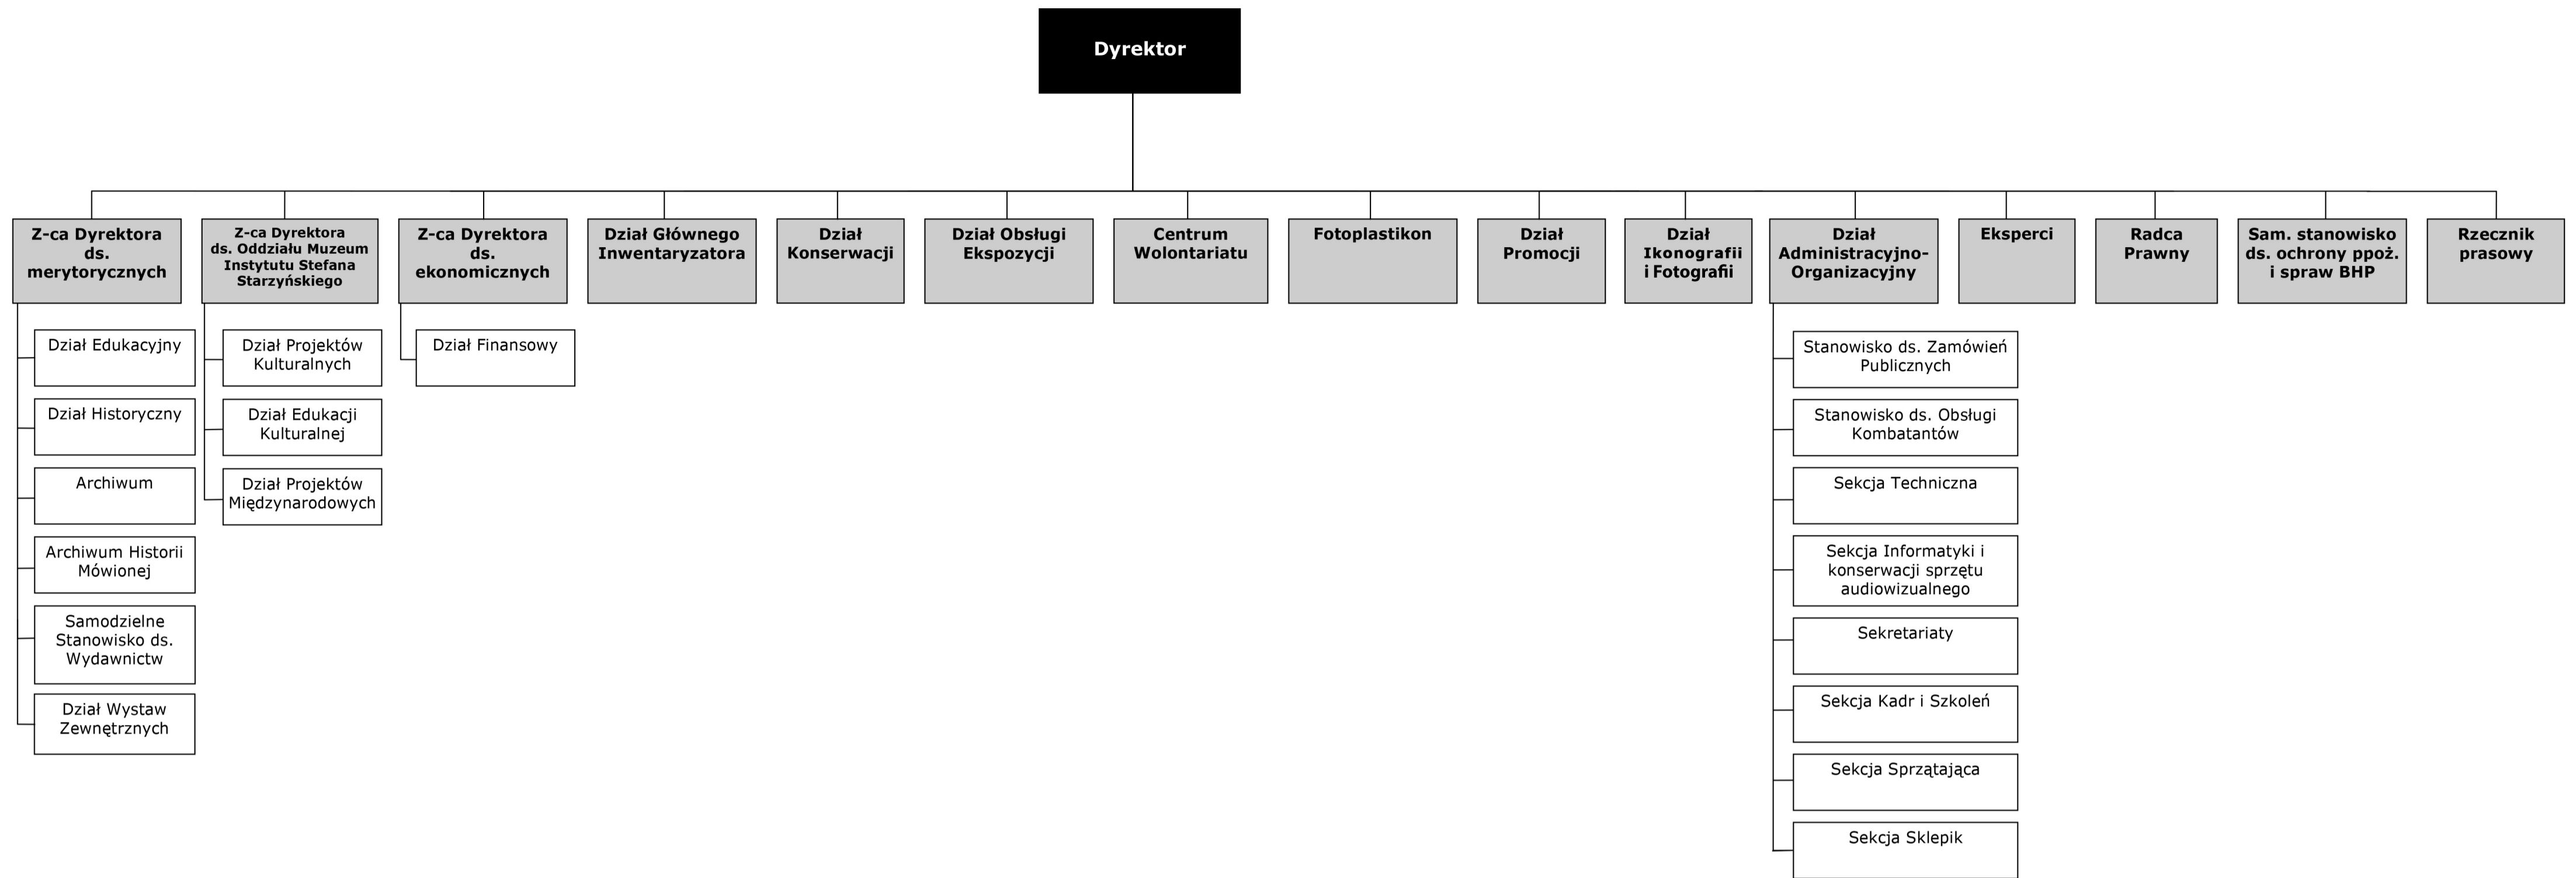 Dyrektor
Z-ca Dyrektora
ds.
merytorycznych
Z-ca Dyrektora
ds. Oddziału Muzeum
Instytutu Stefana
Starzyńskiego
Z-ca Dyrektora
ds.
ekonomicznych
Dział Głównego
Inwentaryzatora
Dział
Konserwacji
Dział Obsługi
Ekspozycji
Centrum
Wolontariatu
Fotoplastikon
Dział
Promocji
Dział
Ikonografii
i Fotografii
Dział
Administracyjno-
Organizacyjny
Eksperci
Radca
Prawny
Sam. stanowisko
ds. ochrony ppoż.
i spraw BHP
Rzecznik
prasowy
Dział Edukacyjny
Dział Historyczny
Archiwum
Archiwum Historii
Mówionej
Samodzielne
Stanowisko ds.
Wydawnictw
Dział Wystaw
Zewnętrznych
Dział Projektów
Kulturalnych
Dział Edukacji
Kulturalnej
Dział Projektów
Międzynarodowych
Dział Finansowy
Stanowisko ds. Zamówień
Publicznych
Stanowisko ds. Obsługi
Kombatantów
Sekcja Techniczna
Sekcja Informatyki i
konserwacji sprzętu
audiowizualnego
Sekretariaty
Sekcja Kadr i Szkoleń
Sekcja Sprzątająca
Sekcja Sklepik